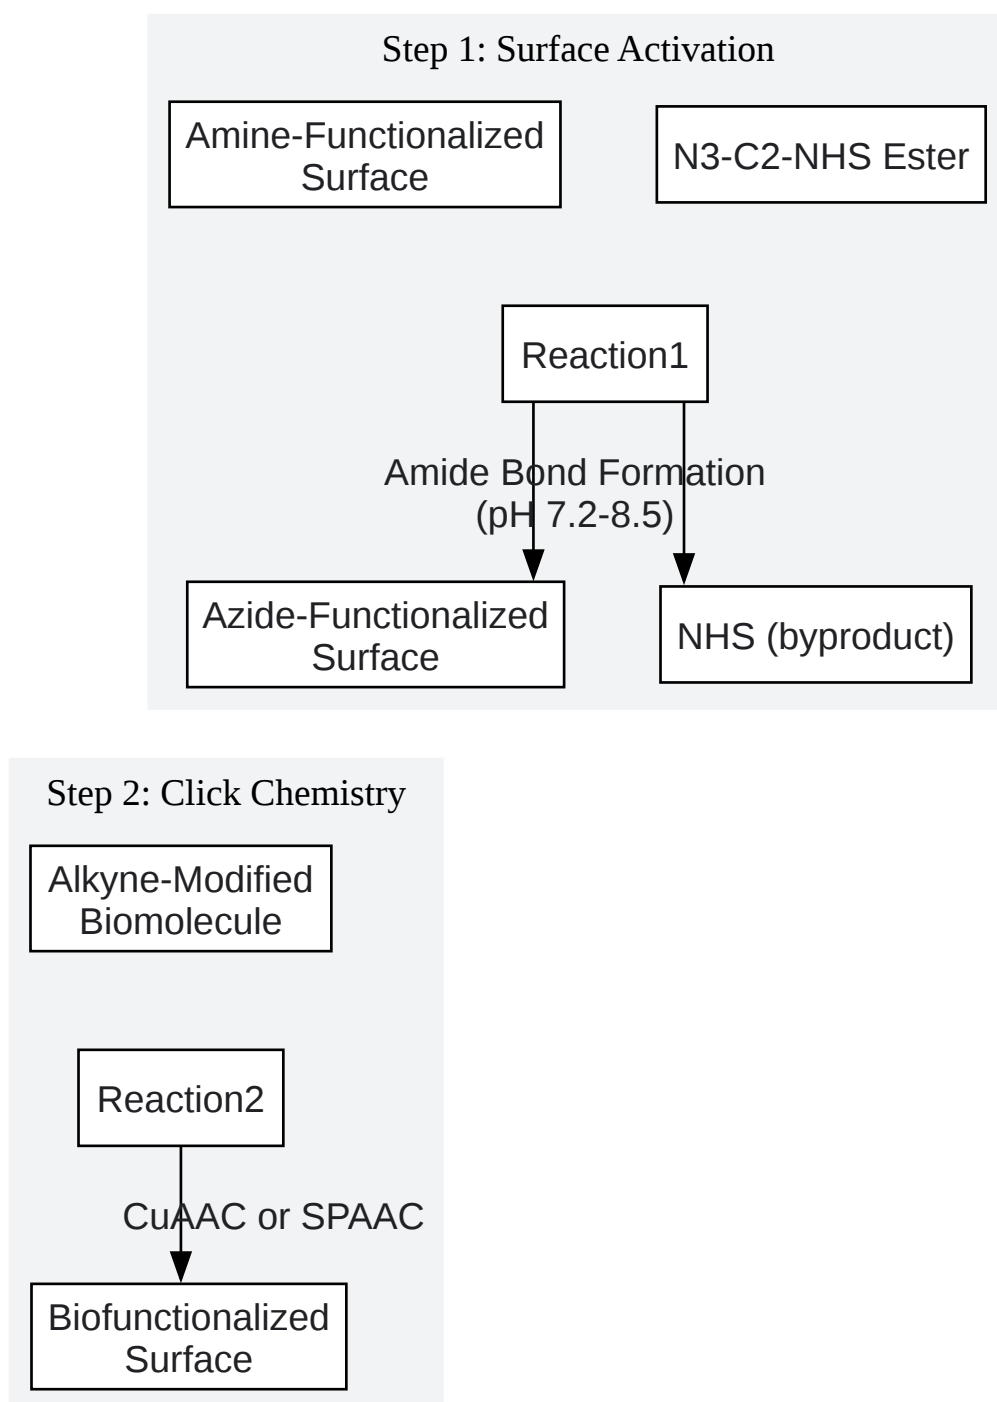 Step 1: Surface Activation
Amine-Functionalized
Surface
N3-C2-NHS Ester
Reaction1
Amide Bond Formation
(pH 7.2-8.5)
Azide-Functionalized
Surface
NHS (byproduct)
Step 2: Click Chemistry
Alkyne-Modified
Biomolecule
Reaction2
CuAAC or SPAAC
Biofunctionalized
Surface